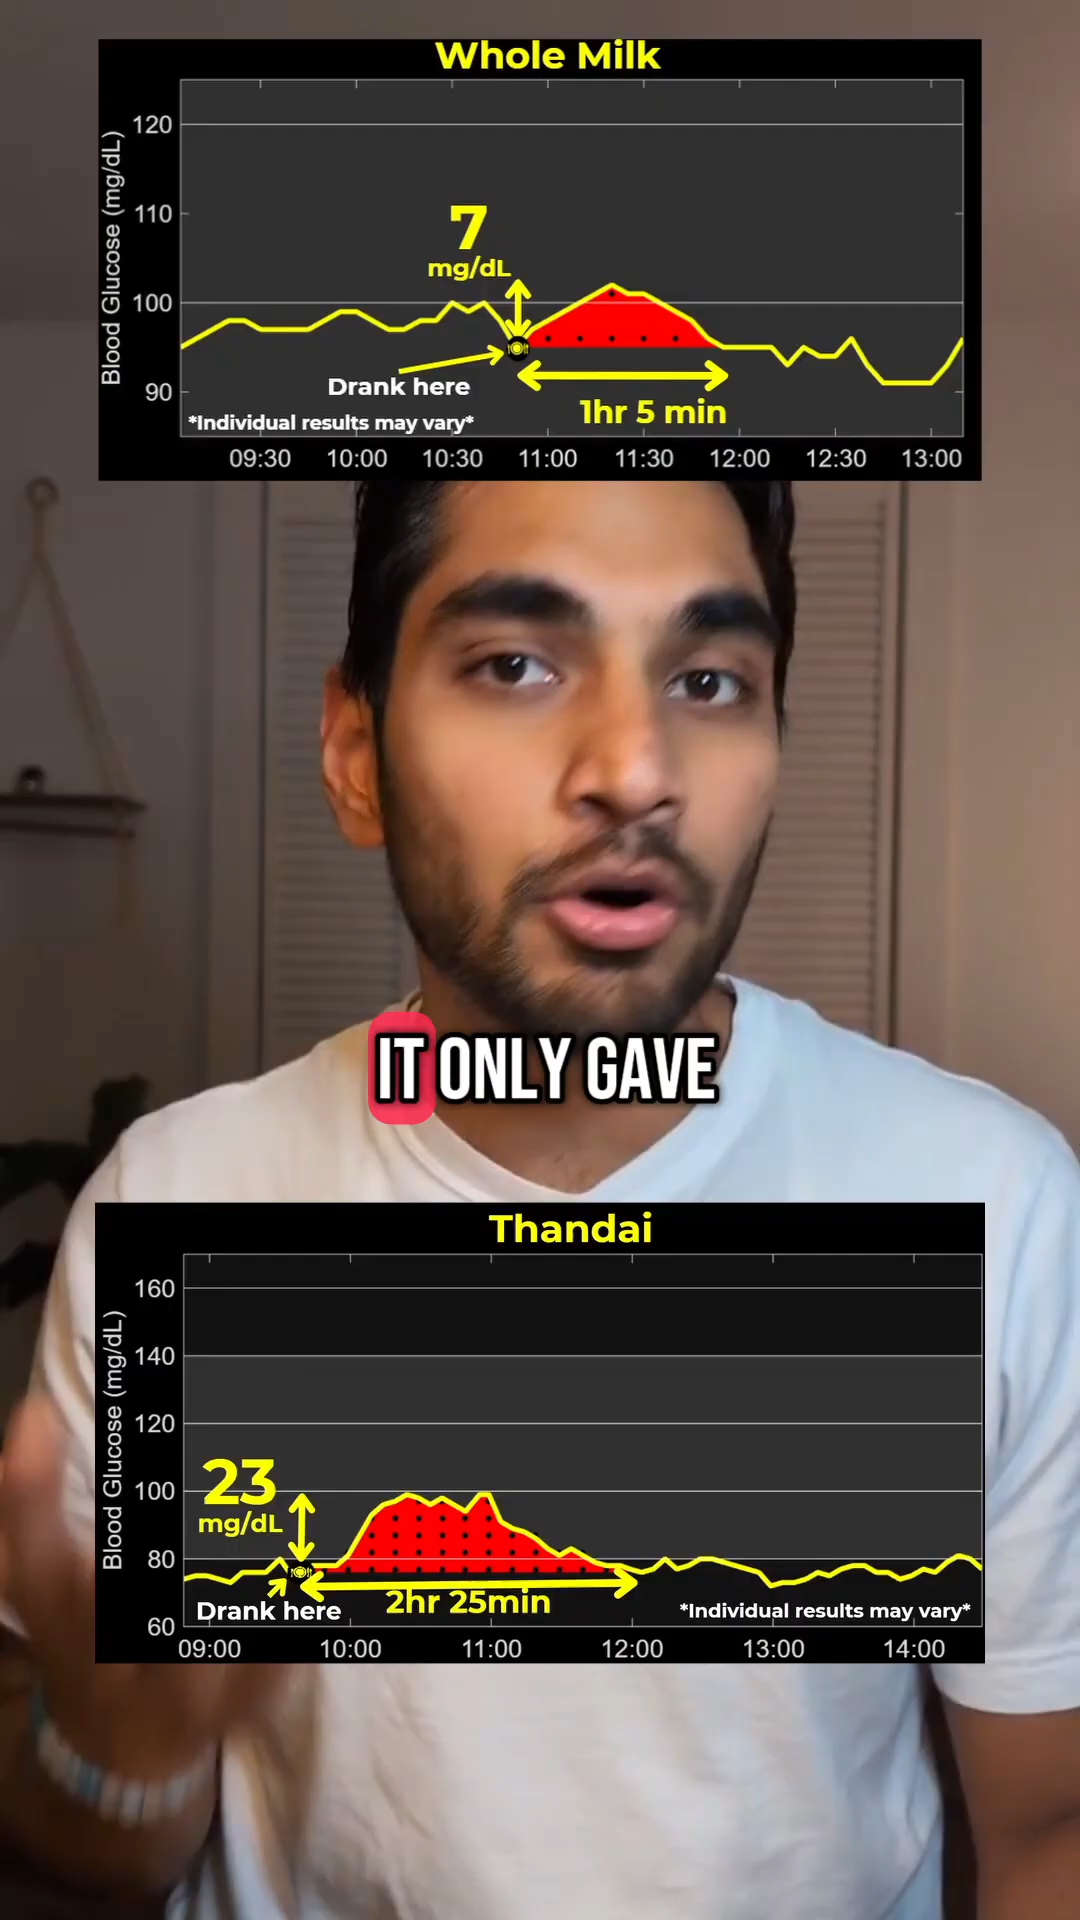 Whole Milk
Blood Glucose (mg/dL)
120
110
100
90
7
mg/dL
Drank here
1hr 5 min
*Individual results may vary*
09:30 10:00 10:30 11:00 11:30 12:00 12:30 13:00
IT ONLY GAVE
Thandai
Blood Glucose (mg/dL)
160
140
120
100
80
60
23
mg/dL
Drank here
2hr 25min
*Individual results may vary*
09:00 10:00 11:00 12:00 13:00 14:00